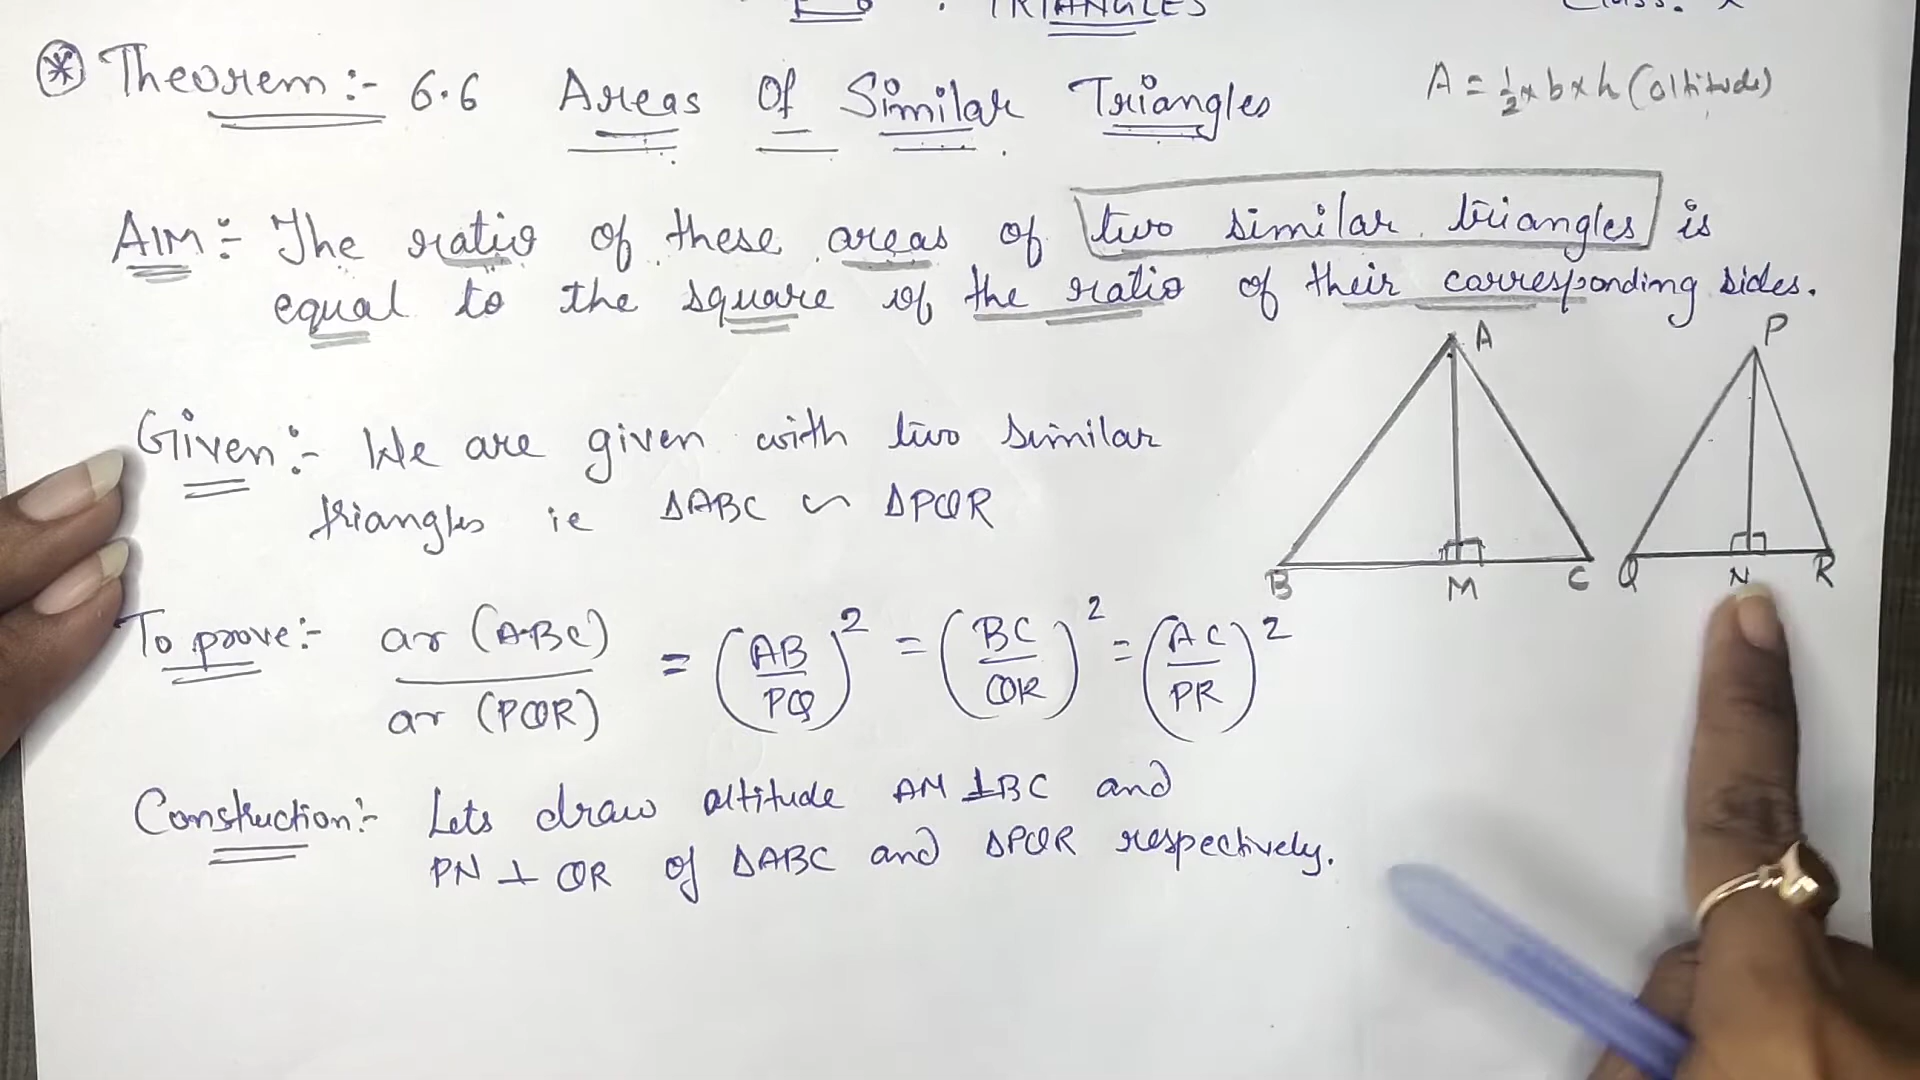 : TRIANGLES
Class. X
Theorem :- 6.6 Areas Of Similar Triangles
A = 1/2 x b x h (altitude)
AIM :- The ratio of these areas of two similar triangles is
equal to the square of the ratio of their corresponding sides.
Given :- We are given with two similar
triangles ie ΔABC ∽ ΔPQR
A
P
B M C Q N R
To prove :- ar (ABC) / ar (PQR) = (AB/PQ)² = (BC/QR)² = (AC/PR)²
Construction :- Lets draw altitude AM ⊥ BC and
PN ⊥ QR of ΔABC and ΔPQR respectively.